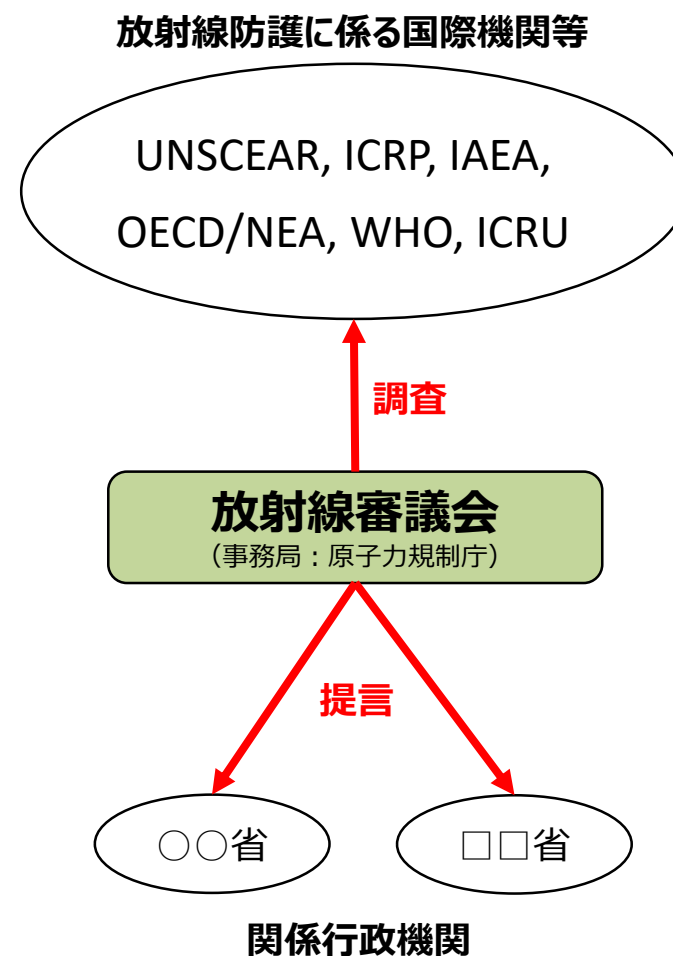 放射線防護に係る国際機関等
UNSCEAR, ICRP, IAEA,
OECD/NEA, WHO, ICRU
調査
放射線審議会
（事務局：原子力規制庁）
提言
○○省
□□省
関係行政機関